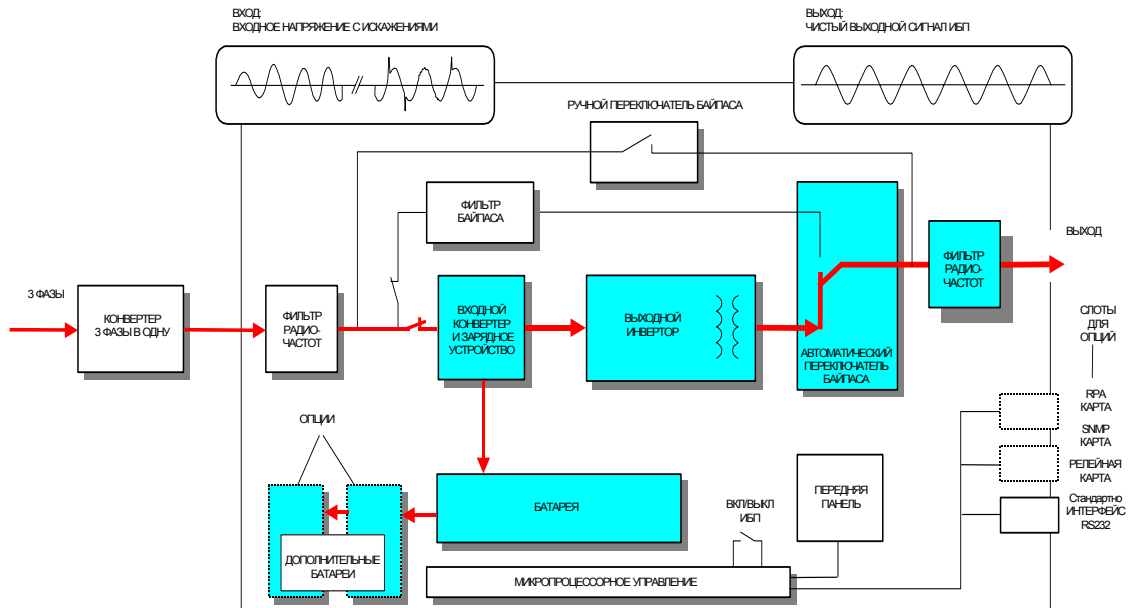 ВХОД:
ВХОДНОЕ НАПРЯЖЕНИЕ С ИСКАЖЕНИЯМИ
ВЫХОД:
ЧИСТЫЙ ВЫХОДНОЙ СИГНАЛ ИБП
РУЧНОЙ ПЕРЕКЛЮЧАТЕЛЬ БАЙПАСА
ФИЛЬТР
БАЙПАСА
ВЫХОД
3 ФАЗЫ
КОНВЕРТЕР
3 ФАЗЫ В ОДНУ
ФИЛЬТР
РАДИО-
ЧАСТОТ
ВХОДНОЙ
КОНВЕРТЕР
И ЗАРЯДНОЕ
УСТРОЙСТВО
ВЫХОДНОЙ
ИНВЕРТОР
АВТОМАТИЧЕСКИЙ
ПЕРЕКЛЮЧАТЕЛЬ
БАЙПАСА
ФИЛЬТР
РАДИО-
ЧАСТОТ
СЛОТЫ
ДЛЯ
ОПЦИЙ
RPA
КАРТА
SNMP
КАРТА
РЕЛЕЙНАЯ
КАРТА
Стандартно
ИНТЕРФЕЙС
RS232
ОПЦИИ
БАТАРЕЯ
ДОПОЛНИТЕЛЬНЫЕ
БАТАРЕИ
ВКЛ/ВЫКЛ
ИБП
ПЕРЕДНЯЯ
ПАНЕЛЬ
МИКРОПРОЦЕССОРНОЕ УПРАВЛЕНИЕ